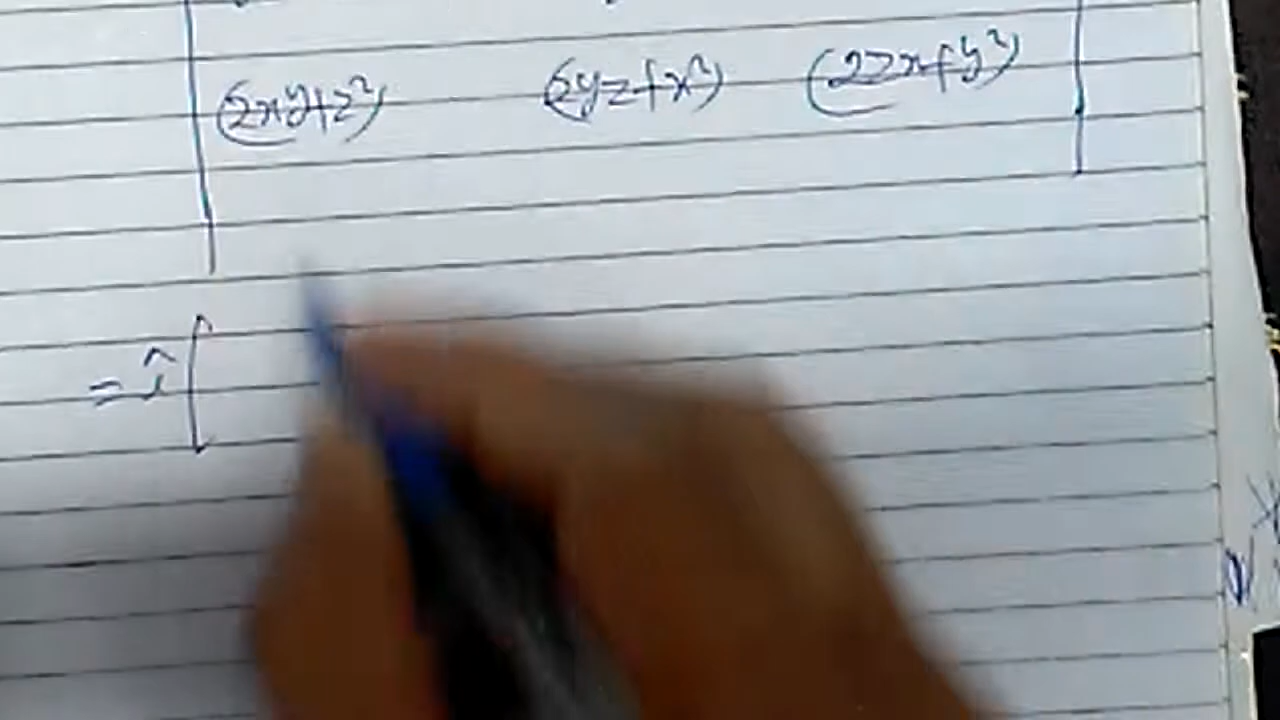 (2xy+z²) (2yz+x²) (2zx+y²)
= î [